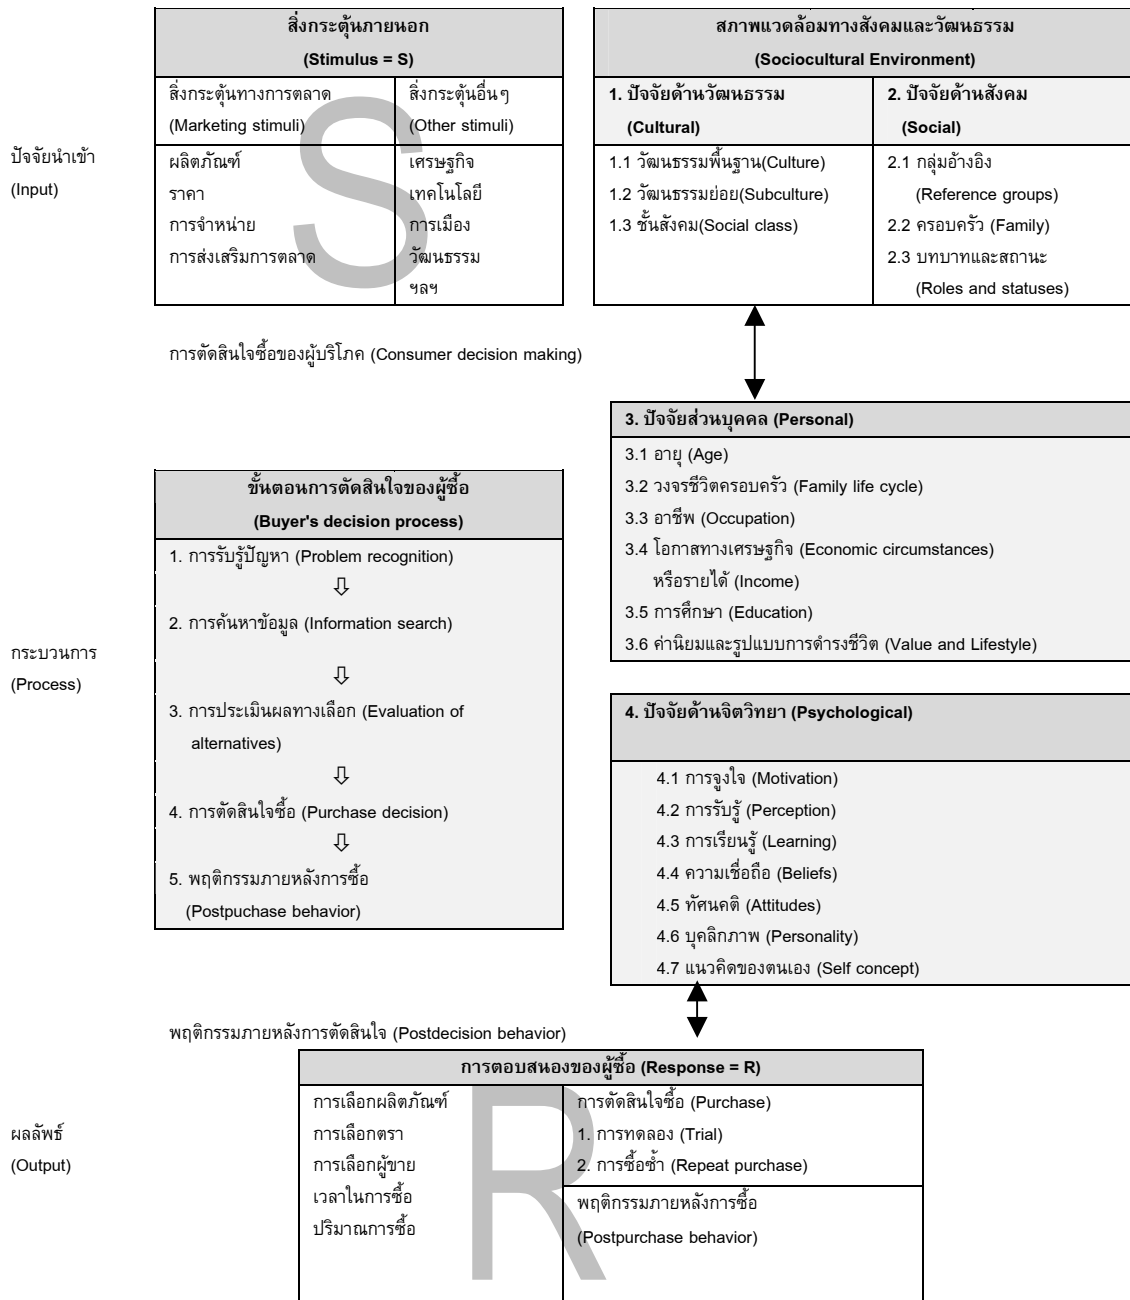 สิ่งกระตุ้นภายนอก
(Stimulus = S)
สิ่งกระตุ้นทางการตลาด
(Marketing stimuli)
สิ่งกระตุ้นอื่นๆ
(Other stimuli)
ผลิตภัณฑ์
ราคา
การจำหน่าย
การส่งเสริมการตลาด
เศรษฐกิจ
เทคโนโลยี
การเมือง
วัฒนธรรม
ฯลฯ
S
สภาพแวดล้อมทางสังคมและวัฒนธรรม
(Sociocultural Environment)
1. ปัจจัยด้านวัฒนธรรม
(Cultural)
2. ปัจจัยด้านสังคม
(Social)
1.1 วัฒนธรรมพื้นฐาน(Culture)
1.2 วัฒนธรรมย่อย(Subculture)
1.3 ชั้นสังคม(Social class)
2.1 กลุ่มอ้างอิง
(Reference groups)
2.2 ครอบครัว (Family)
2.3 บทบาทและสถานะ
(Roles and statuses)
ปัจจัยนำเข้า
(Input)
การตัดสินใจซื้อของผู้บริโภค (Consumer decision making)
3. ปัจจัยส่วนบุคคล (Personal)
3.1 อายุ (Age)
3.2 วงจรชีวิตครอบครัว (Family life cycle)
3.3 อาชีพ (Occupation)
3.4 โอกาสทางเศรษฐกิจ (Economic circumstances)
หรือรายได้ (Income)
3.5 การศึกษา (Education)
3.6 ค่านิยมและรูปแบบการดำรงชีวิต (Value and Lifestyle)
ขั้นตอนการตัดสินใจของผู้ซื้อ
(Buyer's decision process)
1. การรับรู้ปัญหา (Problem recognition)
2. การค้นหาข้อมูล (Information search)
3. การประเมินผลทางเลือก (Evaluation of
alternatives)
4. การตัดสินใจซื้อ (Purchase decision)
5. พฤติกรรมภายหลังการซื้อ
(Postpuchase behavior)
กระบวนการ
(Process)
4. ปัจจัยด้านจิตวิทยา (Psychological)
4.1 การจูงใจ (Motivation)
4.2 การรับรู้ (Perception)
4.3 การเรียนรู้ (Learning)
4.4 ความเชื่อถือ (Beliefs)
4.5 ทัศนคติ (Attitudes)
4.6 บุคลิกภาพ (Personality)
4.7 แนวคิดของตนเอง (Self concept)
พฤติกรรมภายหลังการตัดสินใจ (Postdecision behavior)
การตอบสนองของผู้ซื้อ (Response = R)
การเลือกผลิตภัณฑ์
การเลือกตรา
การเลือกผู้ขาย
เวลาในการซื้อ
ปริมาณการซื้อ
R
การตัดสินใจซื้อ (Purchase)
1. การทดลอง (Trial)
2. การซื้อซ้ำ (Repeat purchase)
พฤติกรรมภายหลังการซื้อ
(Postpurchase behavior)
ผลลัพธ์
(Output)